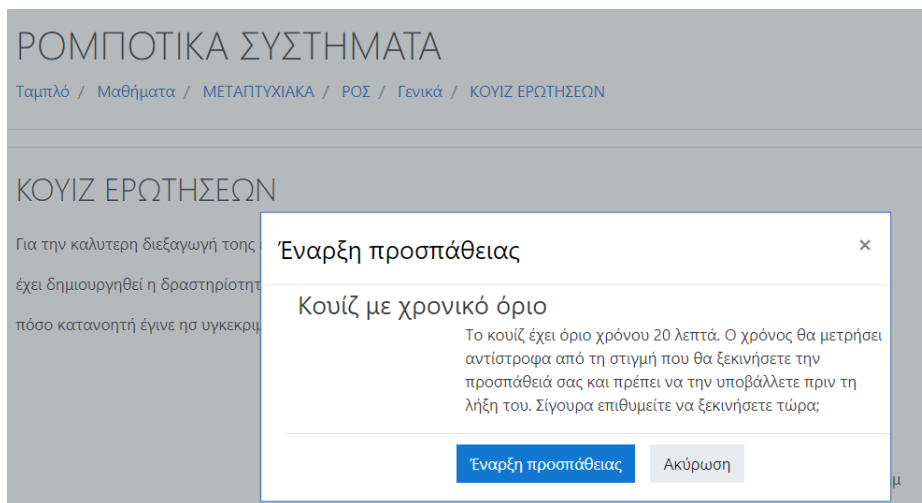 ΡΟΜΠΟΤΙΚΑ ΣΥΣΤΗΜΑΤΑ
Ταμπλό / Μαθήματα / ΜΕΤΑΠΤΥΧΙΑΚΑ / ΡΟΣ / Γενικά / ΚΟΥΙΖ ΕΡΩΤΗΣΕΩΝ
ΚΟΥΙΖ ΕΡΩΤΗΣΕΩΝ
Για την καλυτερη διεξαγωγή τοης
έχει δημιουργηθεί η δραστηρίοτητ
πόσο κατανοητή έγινε ησ υγκεκριμ
Έναρξη προσπάθειας ×
Κουίζ με χρονικό όριο
Το κουίζ έχει όριο χρόνου 20 λεπτά. Ο χρόνος θα μετρήσει
αντίστροφα από τη στιγμή που θα ξεκινήσετε την
προσπάθειά σας και πρέπει να την υποβάλλετε πριν τη
λήξη του. Σίγουρα επιθυμείτε να ξεκινήσετε τώρα;
Έναρξη προσπάθειας Ακύρωση